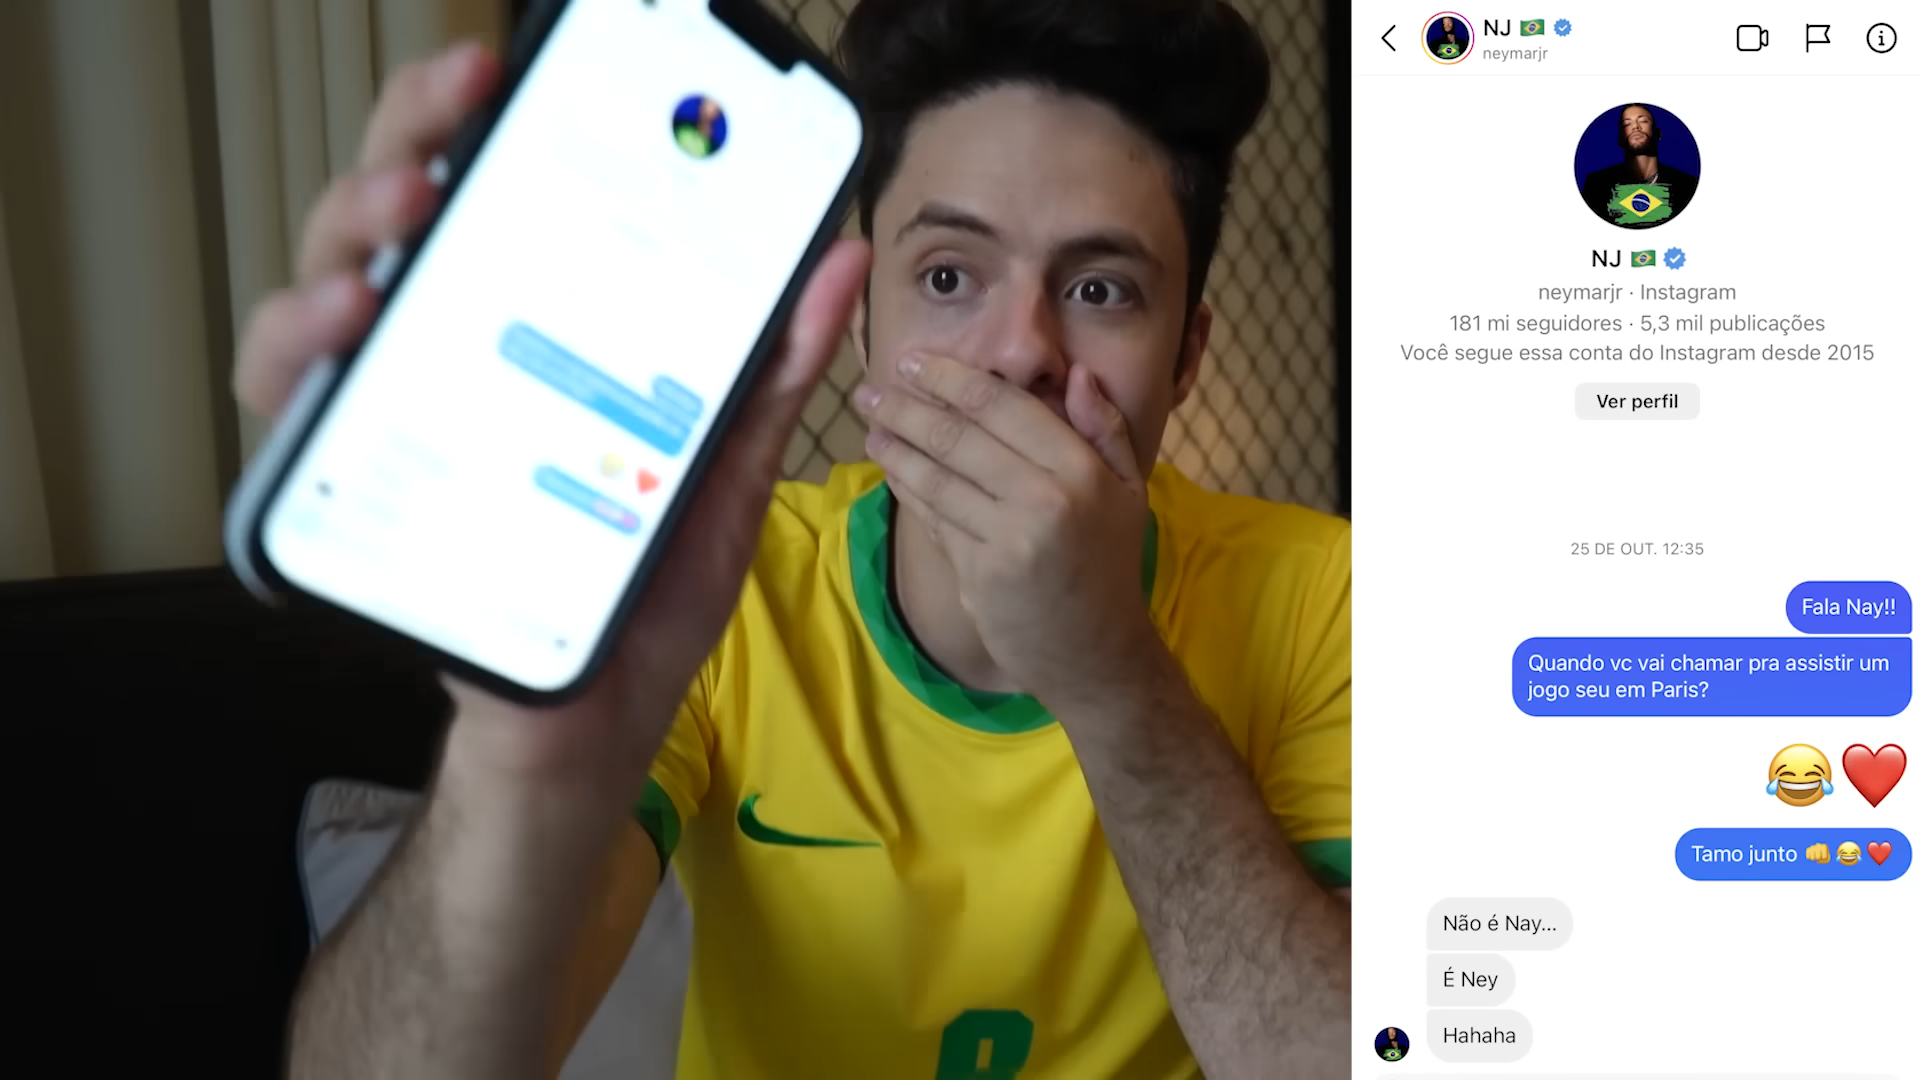 NJ 🇧🇷
neymarjr
NJ 🇧🇷
neymarjr · Instagram
181 mi seguidores · 5,3 mil publicações
Você segue essa conta do Instagram desde 2015
Ver perfil
25 DE OUT. 12:35
Fala Nay!!
Quando vc vai chamar pra assistir um
jogo seu em Paris?
😂❤️
Tamo junto 👊😂❤️
Não é Nay...
É Ney
Hahaha